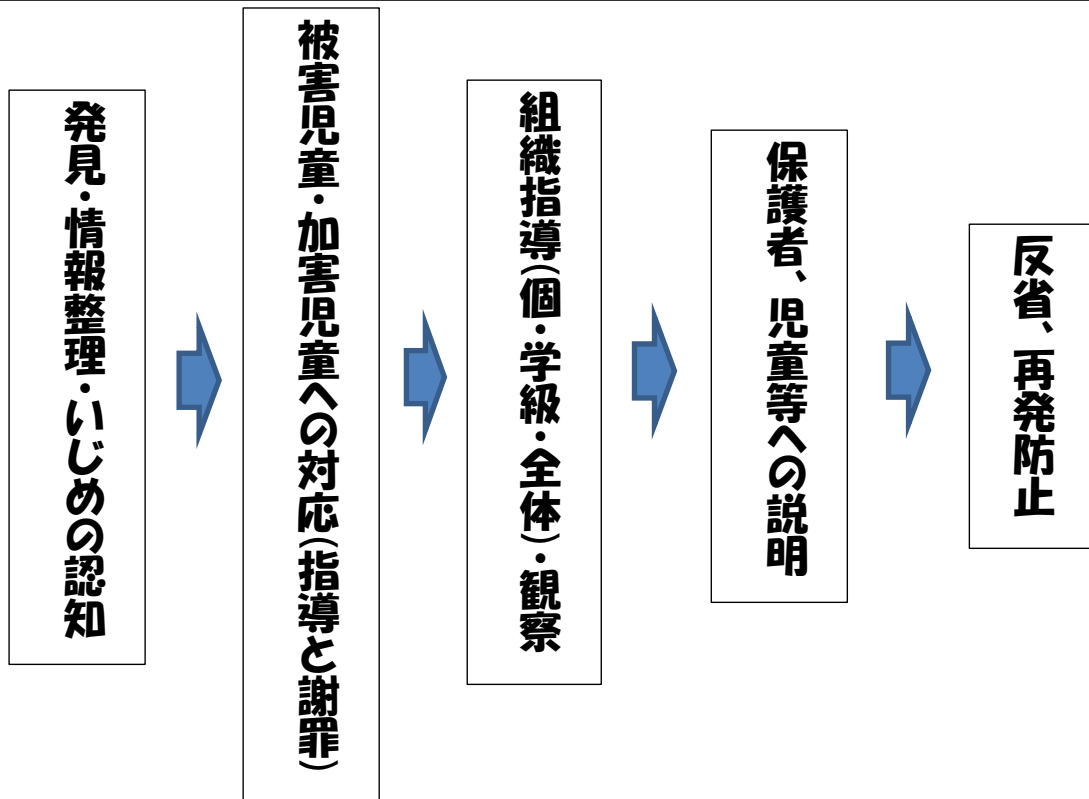 発見・情報整理・いじめの認知
被害児童・加害児童への対応(指導と謝罪)
組織指導(個・学級・全体)・観察
保護者、児童等への説明
反省、再発防止